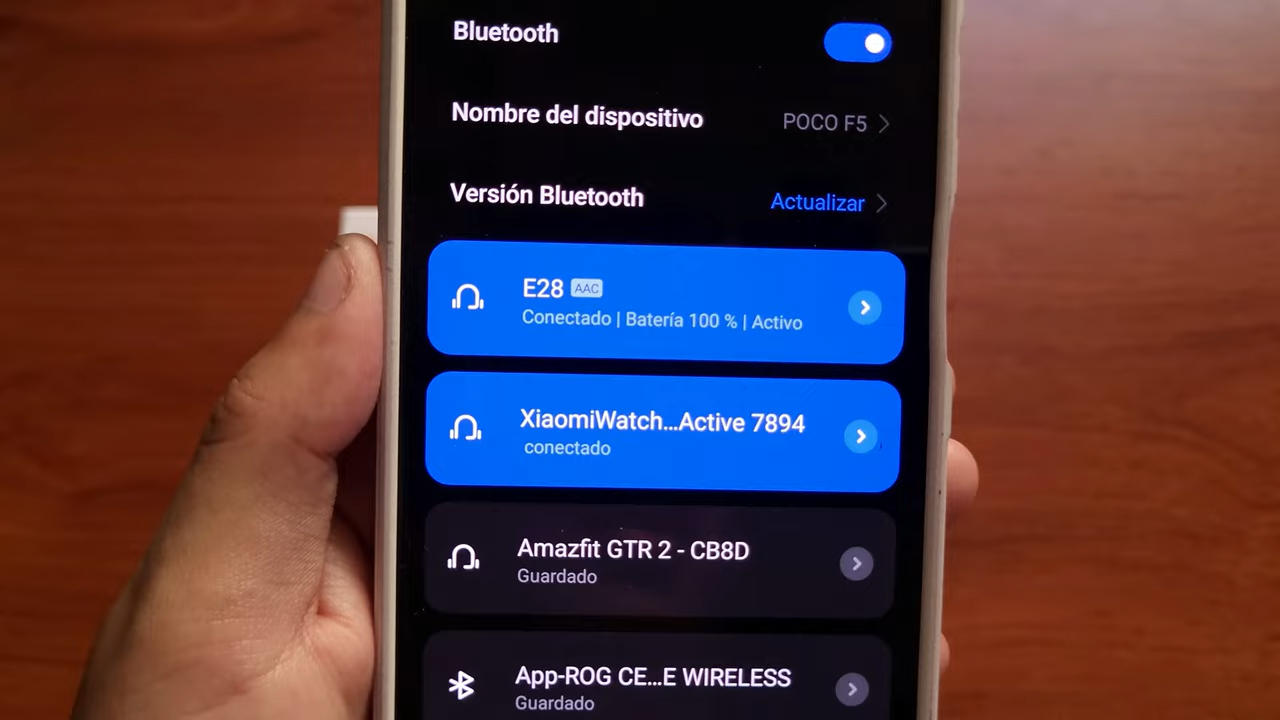 Bluetooth
Nombre del dispositivo POCO F5
Versión Bluetooth Actualizar
E28 AAC
Conectado | Batería 100 % | Activo
XiaomiWatch...Active 7894
conectado
Amazfit GTR 2 - CB8D
Guardado
App-ROG CE...E WIRELESS
Guardado